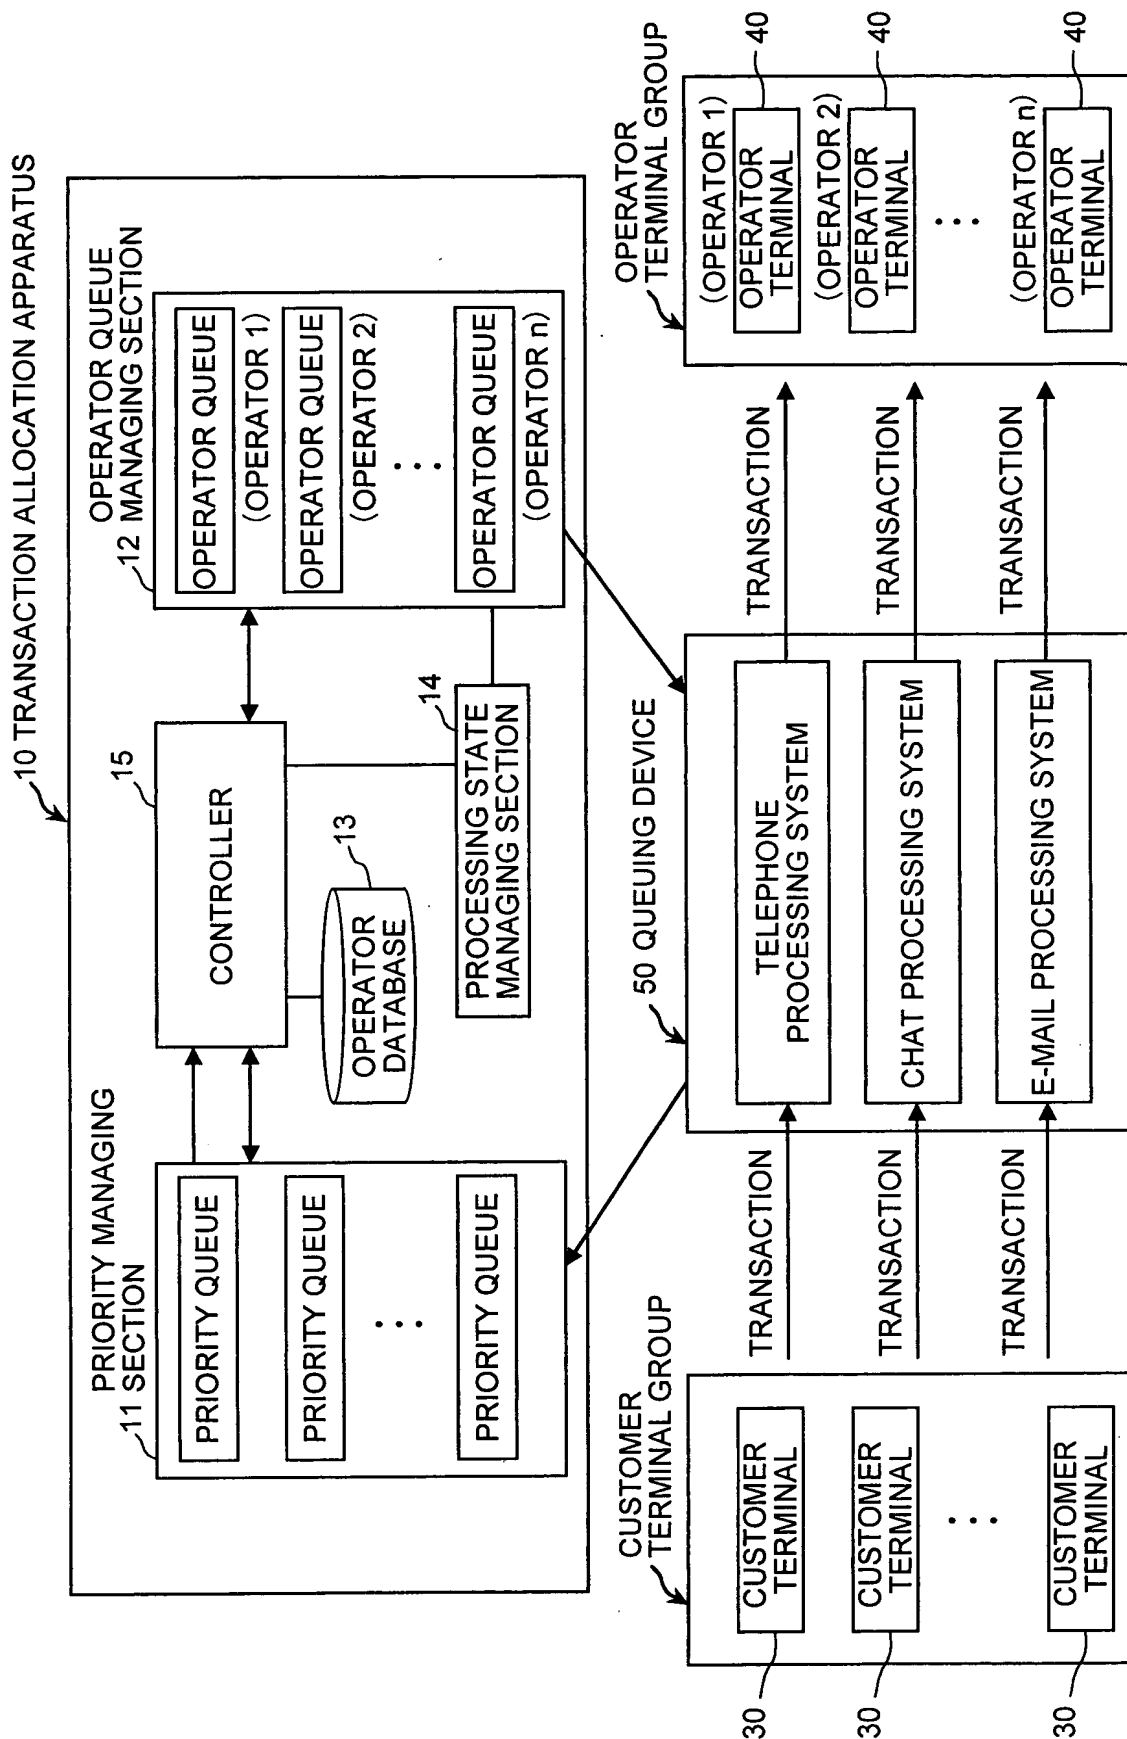 10 TRANSACTION ALLOCATION APPARATUS
PRIORITY MANAGING
11 SECTION
PRIORITY QUEUE
PRIORITY QUEUE
...
PRIORITY QUEUE
15
CONTROLLER
13
OPERATOR
DATABASE
14
PROCESSING STATE
MANAGING SECTION
OPERATOR QUEUE
12 MANAGING SECTION
OPERATOR QUEUE
(OPERATOR 1)
OPERATOR QUEUE
(OPERATOR 2)
...
OPERATOR QUEUE
(OPERATOR n)
CUSTOMER
TERMINAL GROUP
30
CUSTOMER
TERMINAL
30
CUSTOMER
TERMINAL
...
30
CUSTOMER
TERMINAL
TRANSACTION
TRANSACTION
TRANSACTION
50 QUEUING DEVICE
TELEPHONE
PROCESSING SYSTEM
CHAT PROCESSING SYSTEM
E-MAIL PROCESSING SYSTEM
TRANSACTION
TRANSACTION
TRANSACTION
OPERATOR
TERMINAL GROUP
(OPERATOR 1)
OPERATOR
TERMINAL
40
(OPERATOR 2)
OPERATOR
TERMINAL
40
...
(OPERATOR n)
OPERATOR
TERMINAL
40